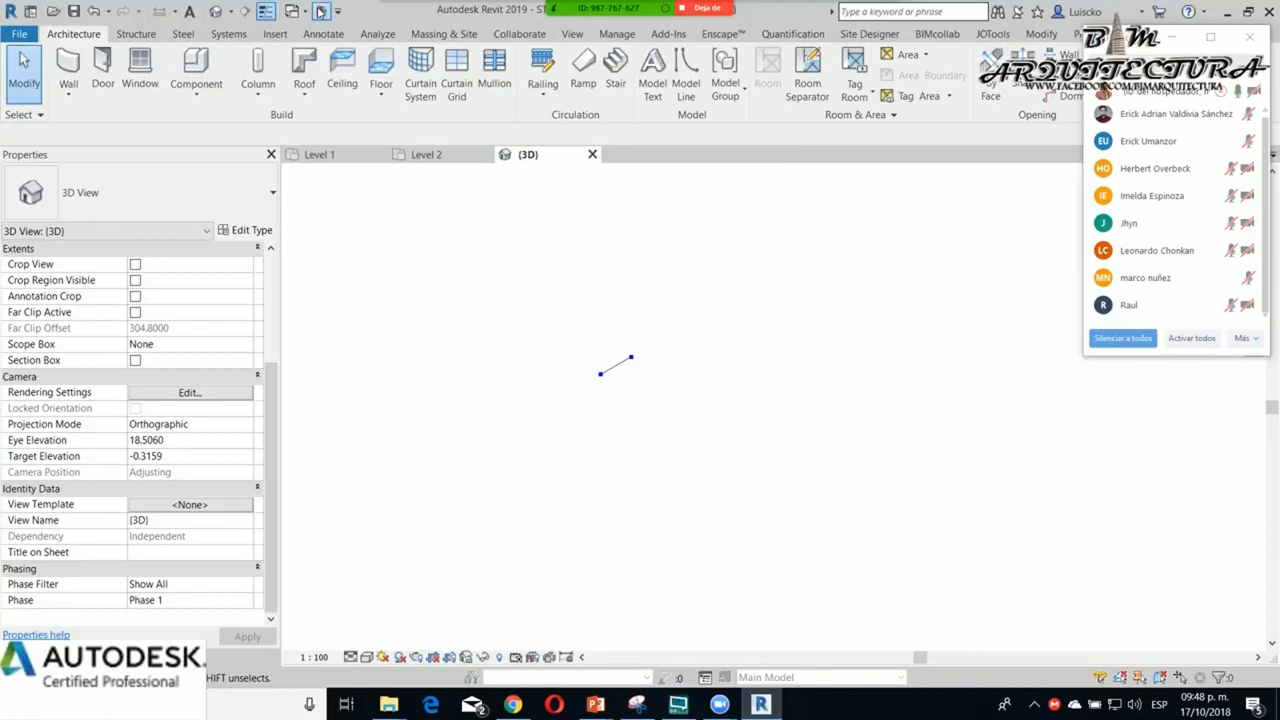 Autodesk Revit 2019 - ST
ID: 987-767-627
Deja de
Type a keyword or phrase
Luiscko
File
Architecture
Structure
Steel
Systems
Insert
Annotate
Analyze
Massing & Site
Collaborate
View
Manage
Add-Ins
Enscape™
Quantification
Site Designer
BIMcollab
JOTools
Modify
Modify
Wall
Door
Window
Component
Column
Roof
Ceiling
Floor
Curtain System
Curtain Grid
Mullion
Railing
Ramp
Stair
Model Text
Model Line
Model Group
Room
Room Separator
Tag Room
Area
Area Boundary
Tag Area
Face
Wall
Select
Build
Circulation
Model
Room & Area
Opening
BIM
ARQUITECTURA
WWW.FACEBOOK.COM/BIMARQUITECTURA
Erick Adrian Valdivia Sánchez
EU Erick Umanzor
HO Herbert Overbeck
IE Imelda Espinoza
J Jhyn
LC Leonardo Chonkan
MN marco nuñez
R Raul
Silenciar a todos
Activar todos
Más
Properties
Level 1
Level 2
{3D}
3D View
3D View: {3D}
Edit Type
Extents
Crop View
Crop Region Visible
Annotation Crop
Far Clip Active
Far Clip Offset 304.8000
Scope Box None
Section Box
Camera
Rendering Settings Edit...
Locked Orientation
Projection Mode Orthographic
Eye Elevation 18.5060
Target Elevation -0.3159
Camera Position Adjusting
Identity Data
View Template <None>
View Name {3D}
Dependency Independent
Title on Sheet
Phasing
Phase Filter Show All
Phase Phase 1
Properties help
Apply
AUTODESK.
Certified Professional
1 : 100
HIFT unselects.
:0
Main Model
:0
2
ESP
09:48 p. m.
17/10/2018
5